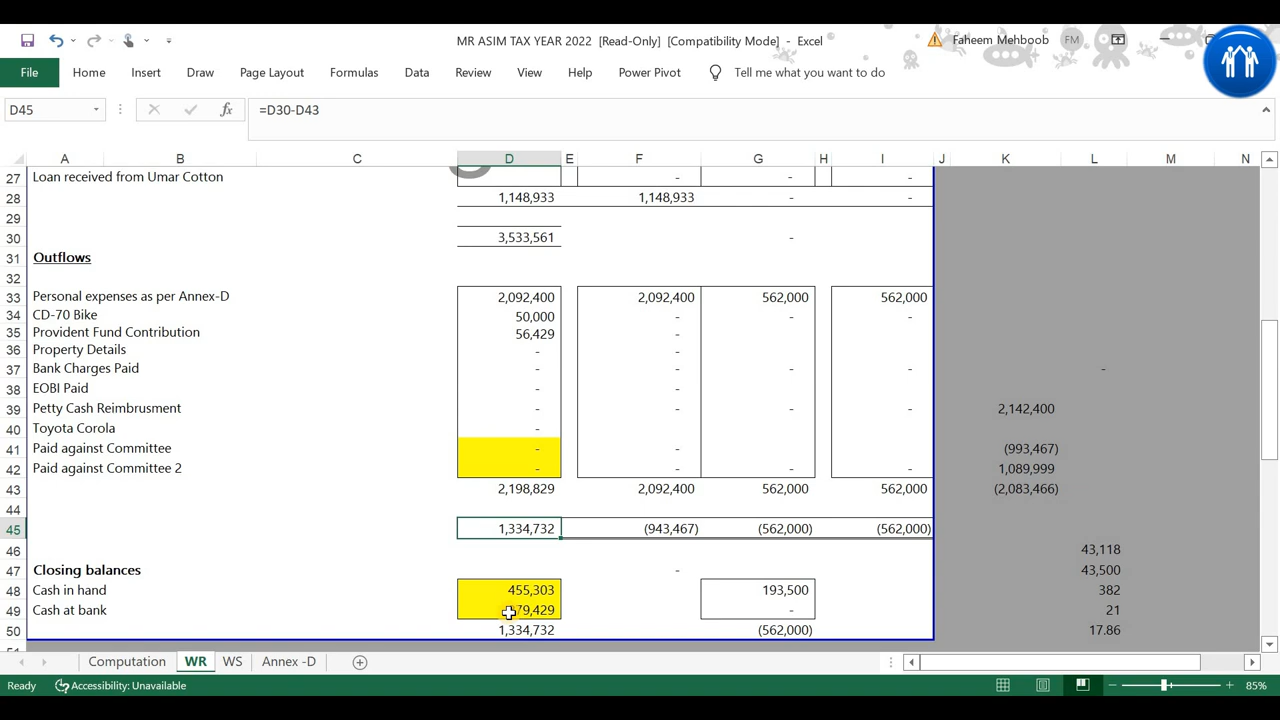 MR ASIM TAX YEAR 2022 [Read-Only] [Compatibility Mode] - Excel Faheem Mehboob FM
File Home Insert Draw Page Layout Formulas Data Review View Help Power Pivot Tell me what you want to do
D45 fx =D30-D43
A B C D E F G H I J K L M N
27 Loan received from Umar Cotton - - -
28 1,148,933 1,148,933 - -
29
30 3,533,561 -
31 Outflows
32
33 Personal expenses as per Annex-D 2,092,400 2,092,400 562,000 562,000
34 CD-70 Bike 50,000 - - -
35 Provident Fund Contribution 56,429 -
36 Property Details - -
37 Bank Charges Paid - - - - -
38 EOBI Paid - -
39 Petty Cash Reimbrusment - - - - 2,142,400
40 Toyota Corola -
41 Paid against Committee - - - - (993,467)
42 Paid against Committee 2 - - - - 1,089,999
43 2,198,829 2,092,400 562,000 562,000 (2,083,466)
44
45 1,334,732 (943,467) (562,000) (562,000)
46 43,118
47 Closing balances - 43,500
48 Cash in hand 455,303 193,500 382
49 Cash at bank 79,429 - 21
50 1,334,732 (562,000) 17.86
Computation WR WS Annex -D
Ready Accessibility: Unavailable 85%